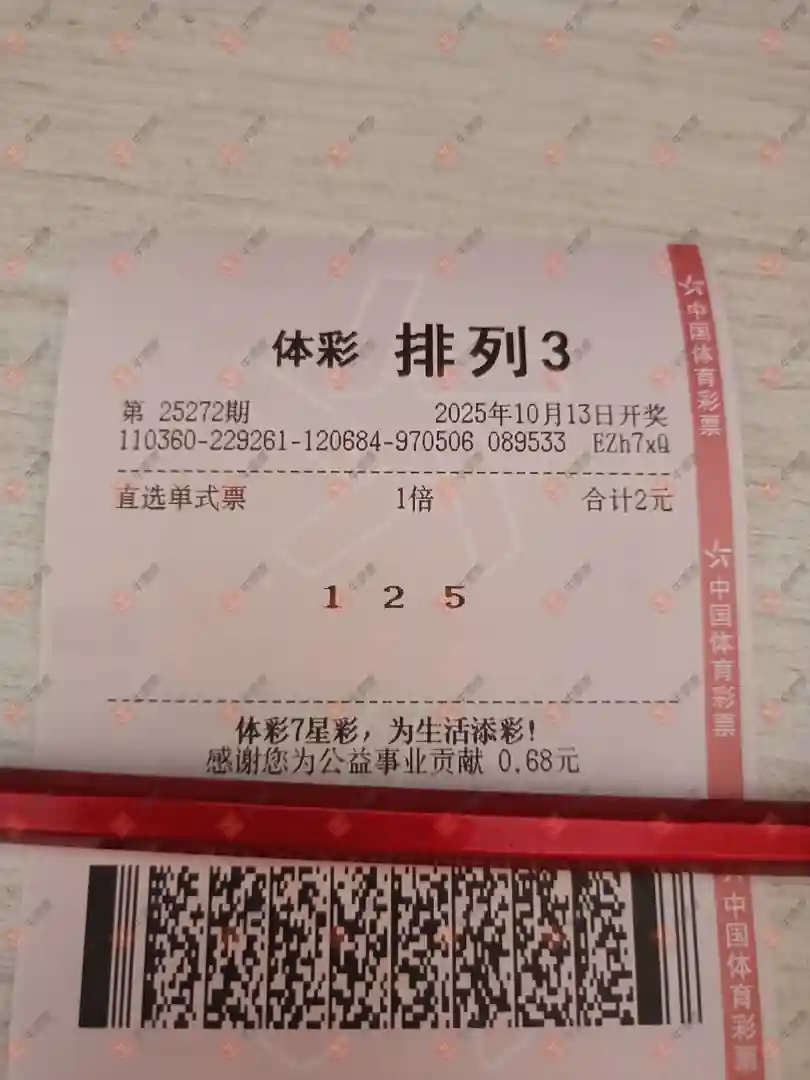 体彩 排列3
第 25272期 2025年10月13日开奖
110360-229261-120684-970506 089533 EZh7xQ
直选单式票 1倍 合计2元
1 2 5
体彩7星彩，为生活添彩！
感谢您为公益事业贡献 0.68元
中国体育彩票
中国体育彩票
中国体育彩票